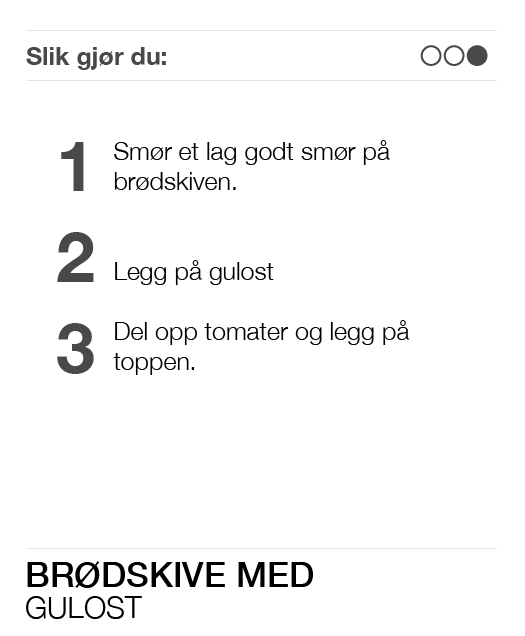 Slik gjør du:
1 Smør et lag godt smør på
brødskiven.
2 Legg på gulost
3 Del opp tomater og legg på
toppen.
BRØDSKIVE MED
GULOST